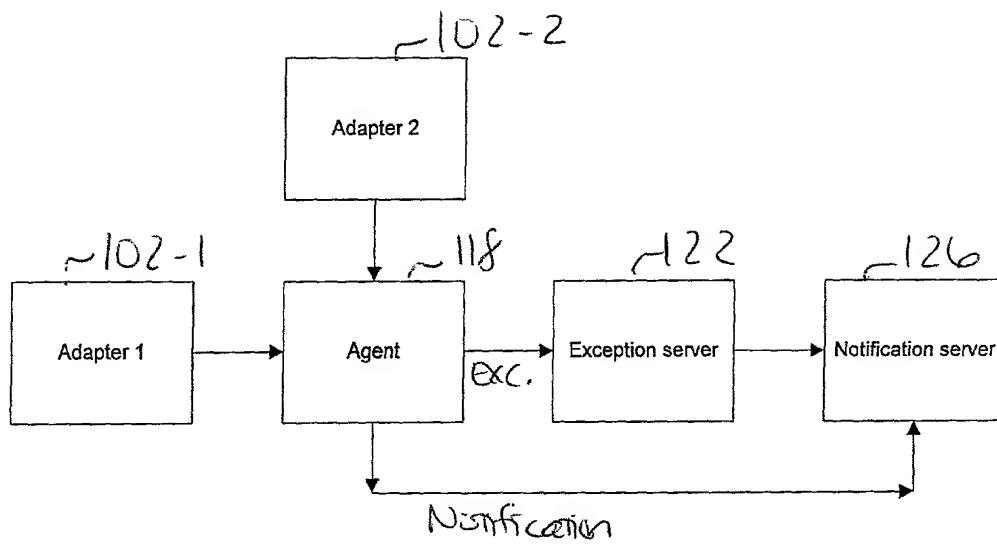 102-2
Adapter 2
102-1
118
122
126
Adapter 1
Agent
Exception server
Notification server
exc.
Notification